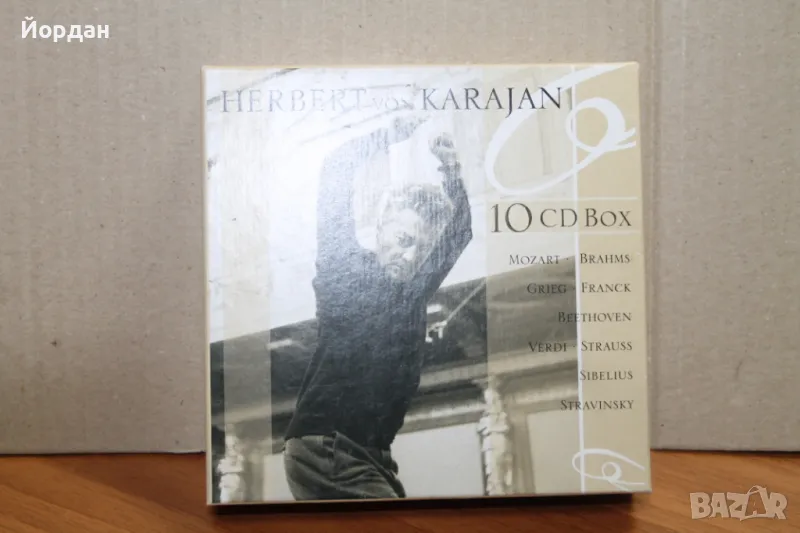 Йордан
HERBERT VON KARAJAN
10 CD BOX
MOZART · BRAHMS
GRIEG · FRANCK
BEETHOVEN
VERDI · STRAUSS
SIBELIUS
STRAVINSKY
BAZAR